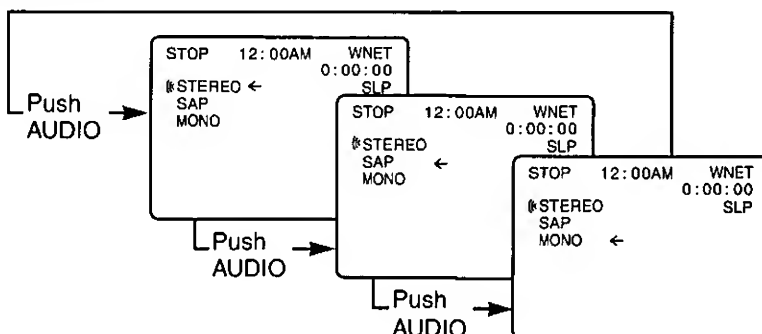 Push
AUDIO
STOP 12:00AM WNET
0:00:00
STEREO ← SLP
SAP
MONO
Push
AUDIO
STOP 12:00AM WNET
0:00:00
STEREO SLP
SAP ←
MONO
Push
AUDIO
STOP 12:00AM WNET
0:00:00
STEREO SLP
SAP
MONO ←